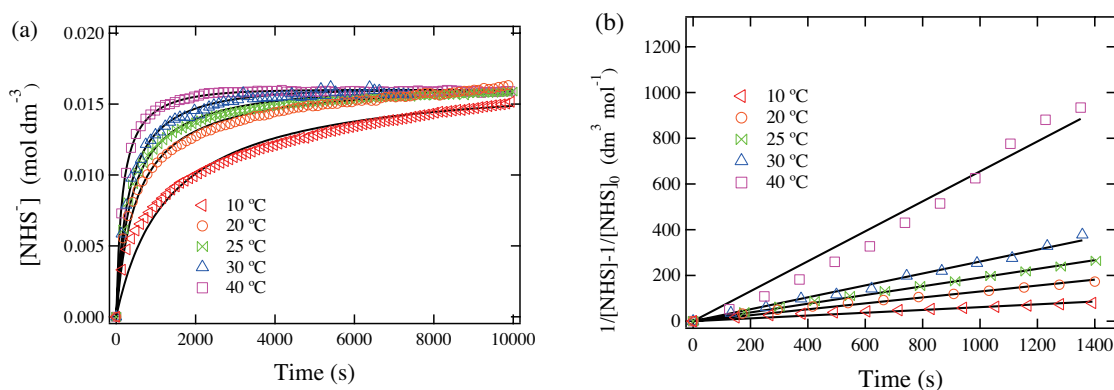 (a)
0.020
0.015
0.010
0.005
0.000
[NHS⁻] (mol dm⁻³)
10 ºC
20 ºC
25 ºC
30 ºC
40 ºC
0 2000 4000 6000 8000 10000
Time (s)
(b)
1200
1000
800
600
400
200
0
1/[NHS]-1/[NHS]₀ (dm³ mol⁻¹)
10 ºC
20 ºC
25 ºC
30 ºC
40 ºC
0 200 400 600 800 1000 1200 1400
Time (s)